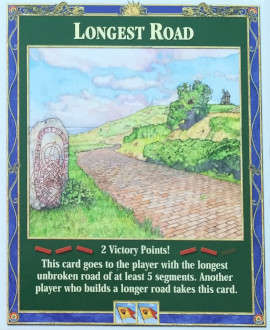 LONGEST ROAD
2 Victory Points!
This card goes to the player with the longest
unbroken road of at least 5 segments. Another
player who builds a longer road takes this card.